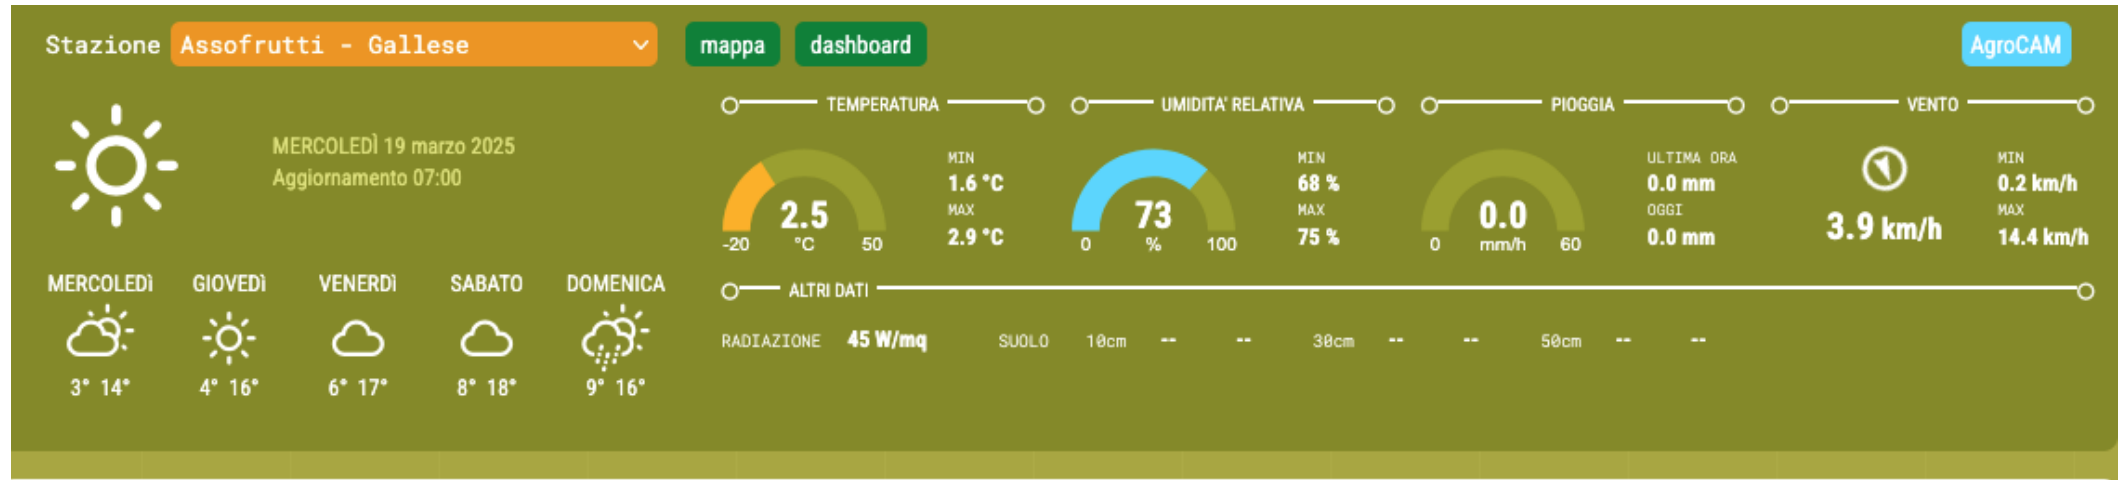 Stazione Assofrutti - Gallese mappa dashboard AgroCAM
MERCOLEDÌ 19 marzo 2025
Aggiornamento 07:00
MERCOLEDÌ GIOVEDÌ VENERDÌ SABATO DOMENICA
3° 14° 4° 16° 6° 17° 8° 18° 9° 16°
TEMPERATURA
2.5
°C
-20 50
MIN
1.6 °C
MAX
2.9 °C
UMIDITA' RELATIVA
73
%
0 100
MIN
68 %
MAX
75 %
PIOGGIA
0.0
mm/h
0 60
ULTIMA ORA
0.0 mm
OGGI
0.0 mm
VENTO
3.9 km/h
MIN
0.2 km/h
MAX
14.4 km/h
ALTRI DATI
RADIAZIONE 45 W/mq SUOLO 10cm -- -- 30cm -- -- 50cm -- --